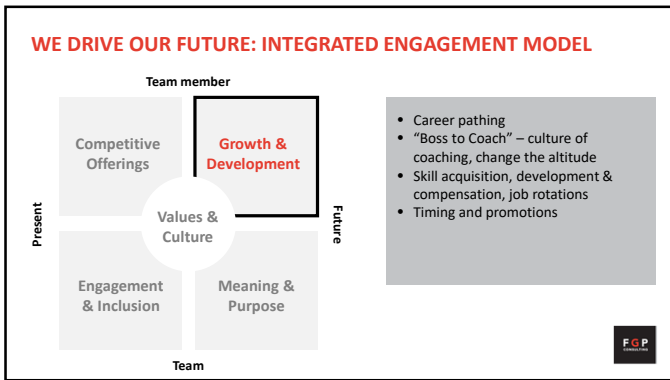 WE DRIVE OUR FUTURE: INTEGRATED ENGAGEMENT MODEL
Team member
Competitive
Offerings
Growth &
Development
Values &
Culture
Present
Future
Engagement
& Inclusion
Meaning &
Purpose
Team
• Career pathing
• “Boss to Coach” – culture of
coaching, change the altitude
• Skill acquisition, development &
compensation, job rotations
• Timing and promotions
FGP
CONSULTING